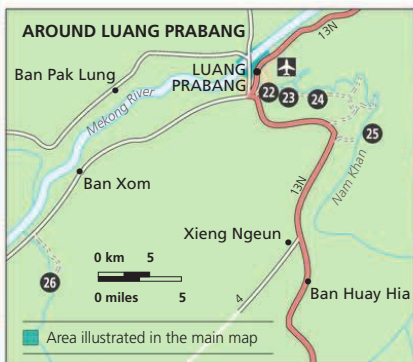 AROUND LUANG PRABANG
13N
Ban Pak Lung
LUANG
PRABANG
22
23
24
Mekong River
25
Nam Khan
Ban Xom
13N
Xieng Ngeun
0 km 5
26
0 miles 5
4
Ban Huay Hia
Area illustrated in the main map